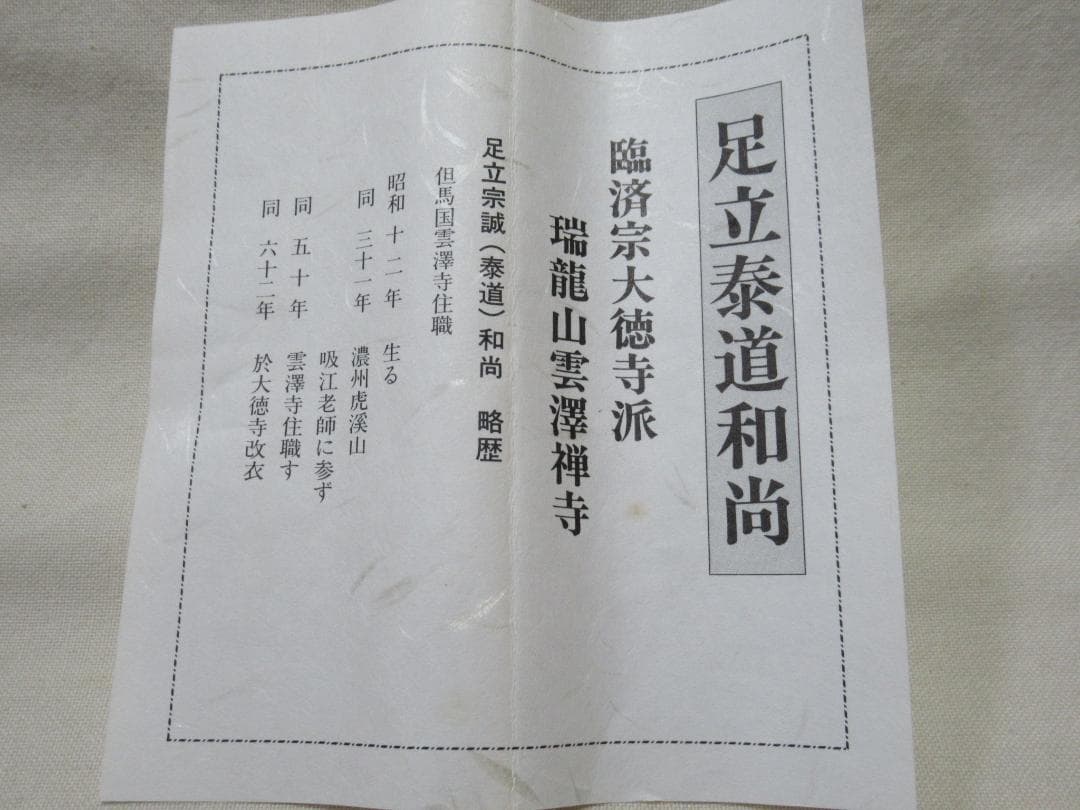 足立泰道和尚
臨済宗大徳寺派
瑞龍山雲澤禅寺
足立宗誠（泰道）和尚　略歴
但馬国雲澤寺住職
昭和 十二年　生る
同 三十一年　濃州虎溪山
吸江老師に参ず
同 五十年　雲澤寺住職す
同 六十二年　於大徳寺改衣